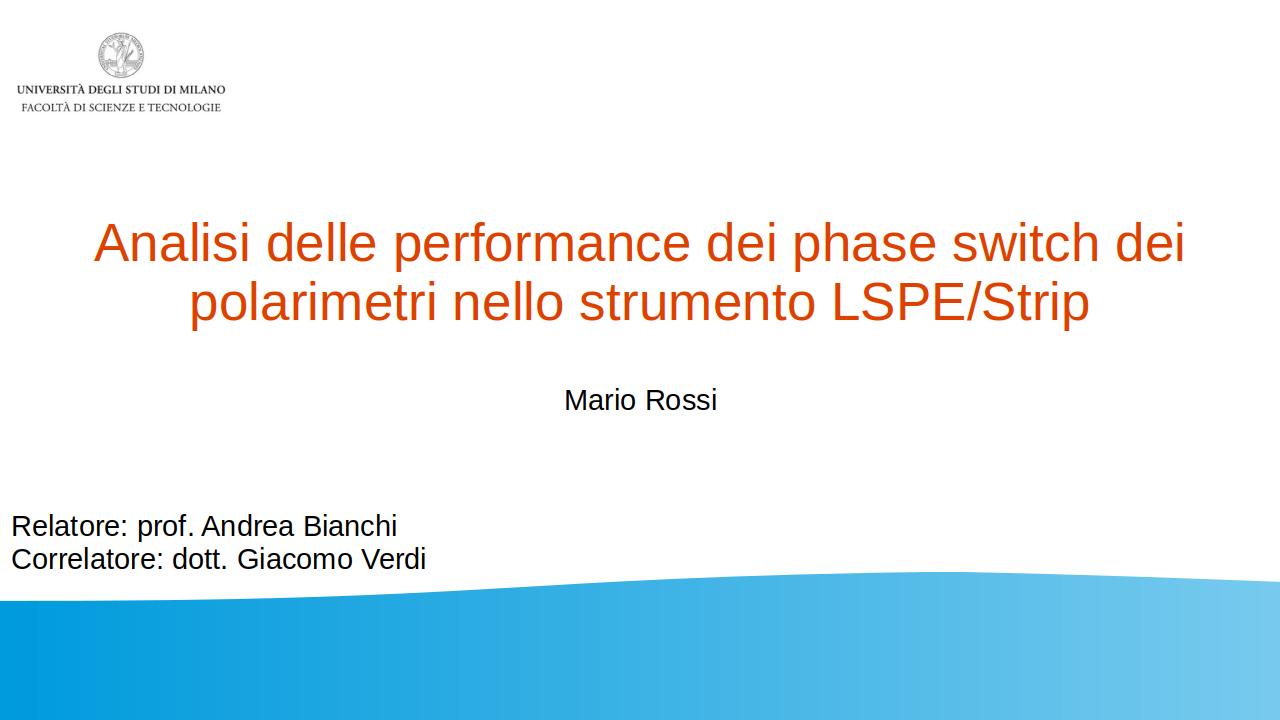 UNIVERSITÀ DEGLI STUDI DI MILANO
FACOLTÀ DI SCIENZE E TECNOLOGIE
Analisi delle performance dei phase switch dei
polarimetri nello strumento LSPE/Strip
Mario Rossi
Relatore: prof. Andrea Bianchi
Correlatore: dott. Giacomo Verdi